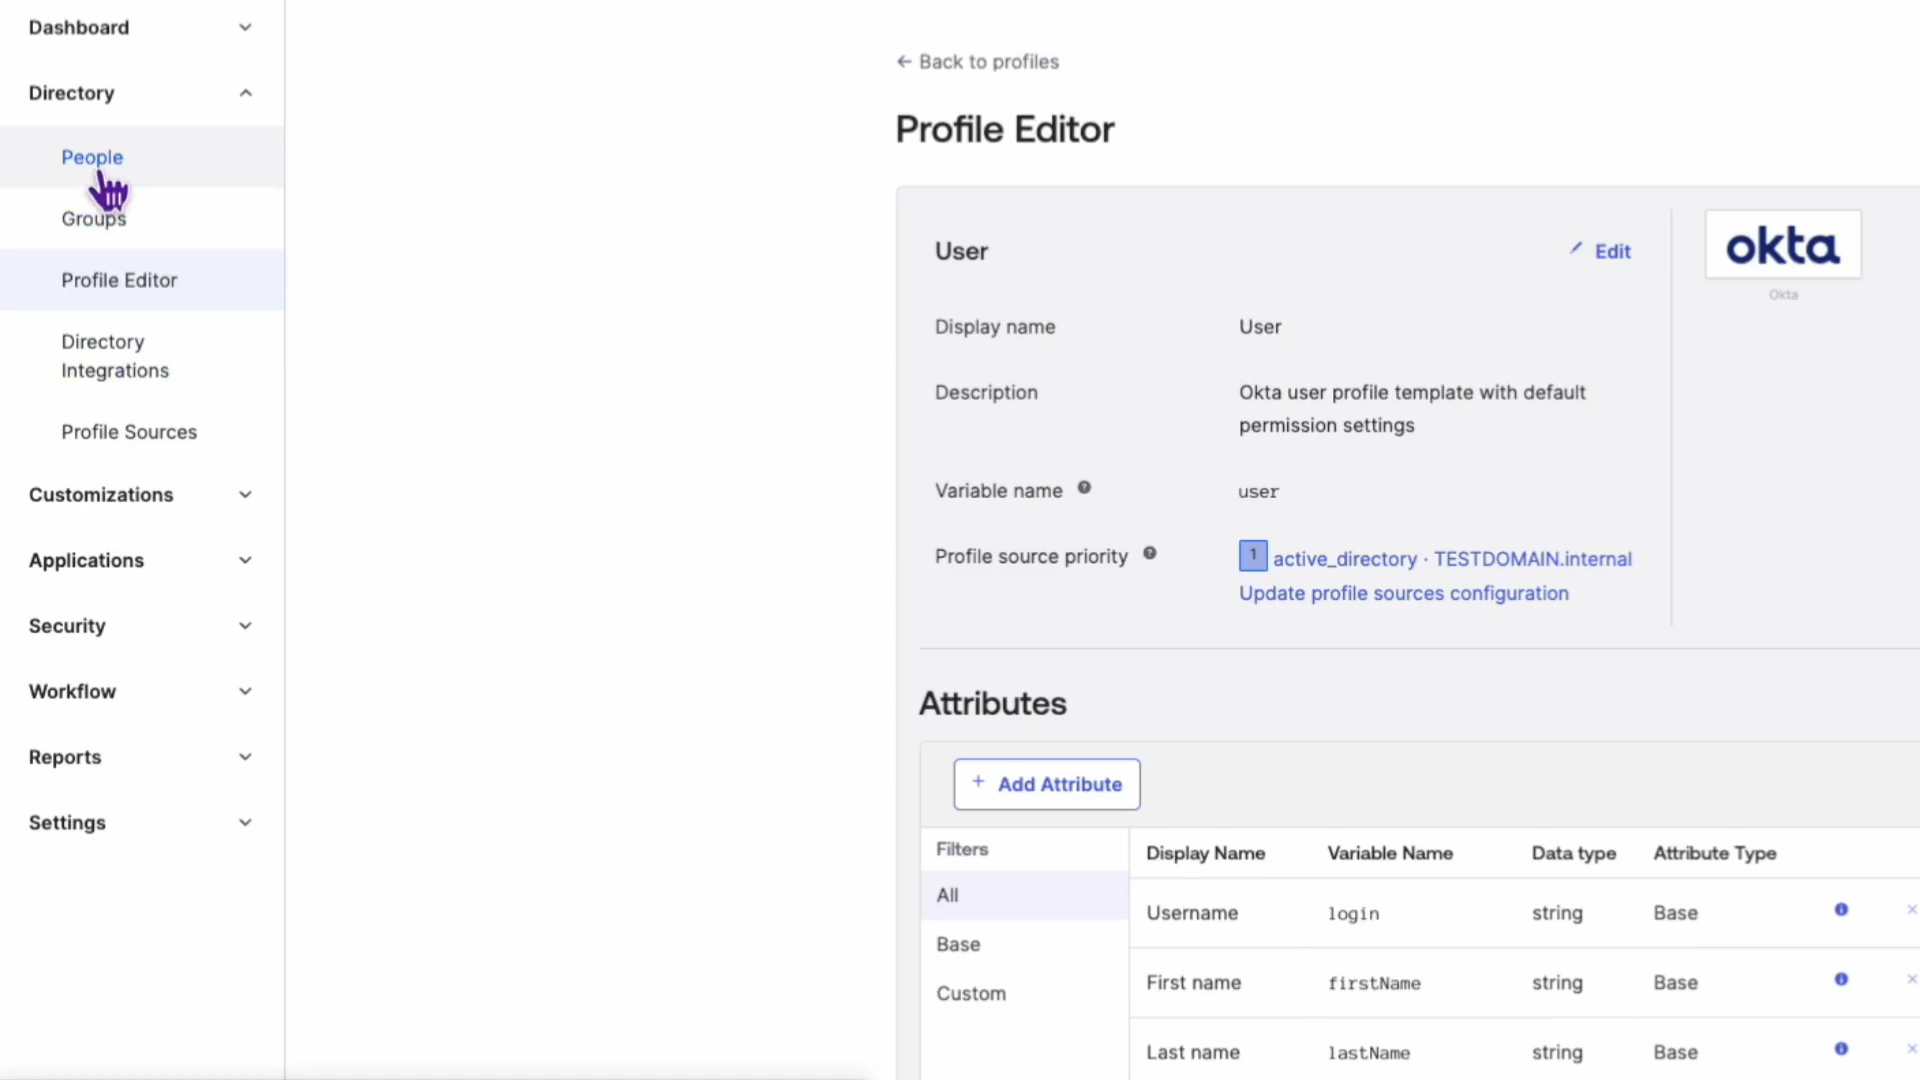 Dashboard
Directory
People
Groups
Profile Editor
Directory
Integrations
Profile Sources
Customizations
Applications
Security
Workflow
Reports
Settings
← Back to profiles
Profile Editor
User
Edit
okta
Okta
Display name
User
Description
Okta user profile template with default
permission settings
Variable name ?
user
Profile source priority ?
1 active_directory · TESTDOMAIN.internal
Update profile sources configuration
Attributes
+ Add Attribute
Filters
All
Base
Custom
Display Name Variable Name Data type Attribute Type
Username login string Base
First name firstName string Base
Last name lastName string Base